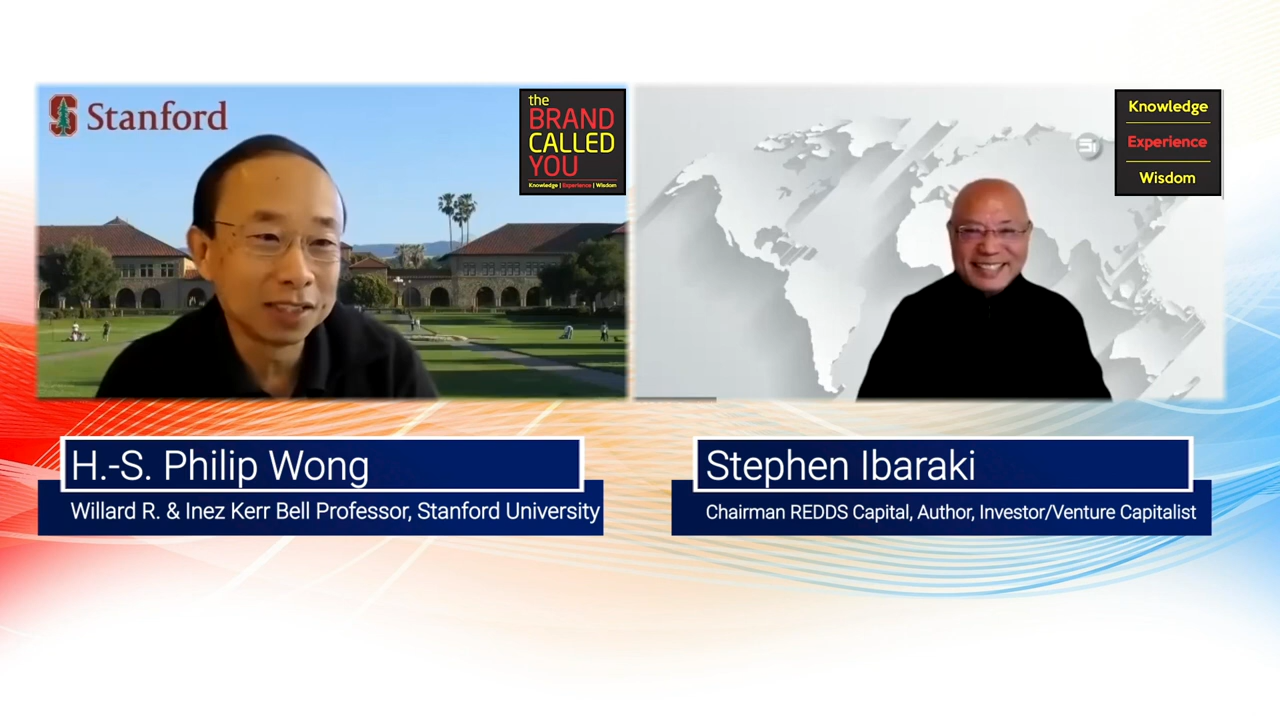 Stanford
the
BRAND
CALLED
YOU
Knowledge | Experience | Wisdom
Knowledge
Experience
Wisdom
H.-S. Philip Wong
Willard R. & Inez Kerr Bell Professor, Stanford University
Stephen Ibaraki
Chairman REDDS Capital, Author, Investor/Venture Capitalist